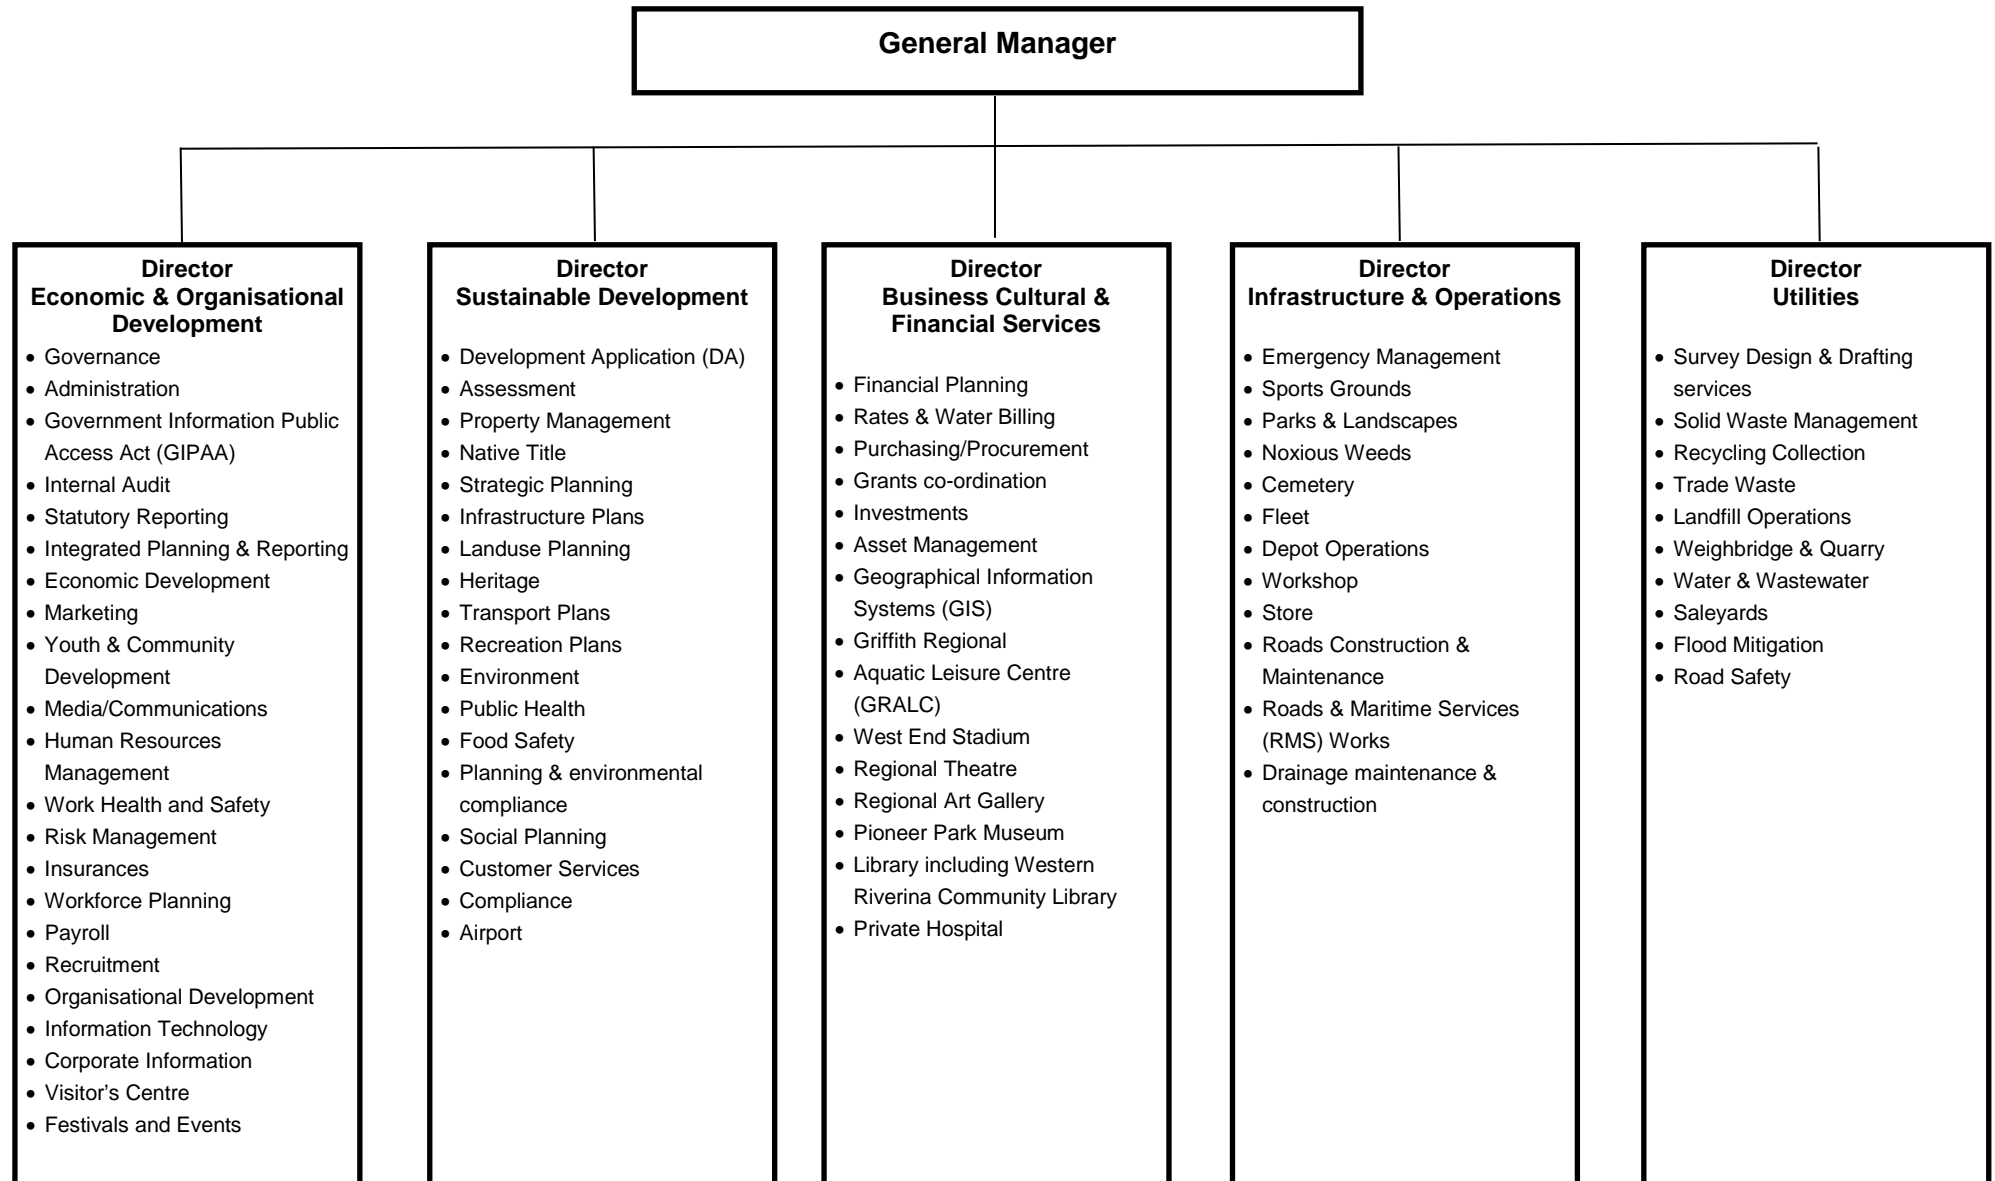 General Manager
Director
Economic & Organisational
Development
• Governance
• Administration
• Government Information Public
Access Act (GIPAA)
• Internal Audit
• Statutory Reporting
• Integrated Planning & Reporting
• Economic Development
• Marketing
• Youth & Community
Development
• Media/Communications
• Human Resources
Management
• Work Health and Safety
• Risk Management
• Insurances
• Workforce Planning
• Payroll
• Recruitment
• Organisational Development
• Information Technology
• Corporate Information
• Visitor’s Centre
• Festivals and Events
Director
Sustainable Development
• Development Application (DA)
• Assessment
• Property Management
• Native Title
• Strategic Planning
• Infrastructure Plans
• Landuse Planning
• Heritage
• Transport Plans
• Recreation Plans
• Environment
• Public Health
• Food Safety
• Planning & environmental
compliance
• Social Planning
• Customer Services
• Compliance
• Airport
Director
Business Cultural &
Financial Services
• Financial Planning
• Rates & Water Billing
• Purchasing/Procurement
• Grants co-ordination
• Investments
• Asset Management
• Geographical Information
Systems (GIS)
• Griffith Regional
• Aquatic Leisure Centre
(GRALC)
• West End Stadium
• Regional Theatre
• Regional Art Gallery
• Pioneer Park Museum
• Library including Western
Riverina Community Library
• Private Hospital
Director
Infrastructure & Operations
• Emergency Management
• Sports Grounds
• Parks & Landscapes
• Noxious Weeds
• Cemetery
• Fleet
• Depot Operations
• Workshop
• Store
• Roads Construction &
Maintenance
• Roads & Maritime Services
(RMS) Works
• Drainage maintenance &
construction
Director
Utilities
• Survey Design & Drafting
services
• Solid Waste Management
• Recycling Collection
• Trade Waste
• Landfill Operations
• Weighbridge & Quarry
• Water & Wastewater
• Saleyards
• Flood Mitigation
• Road Safety